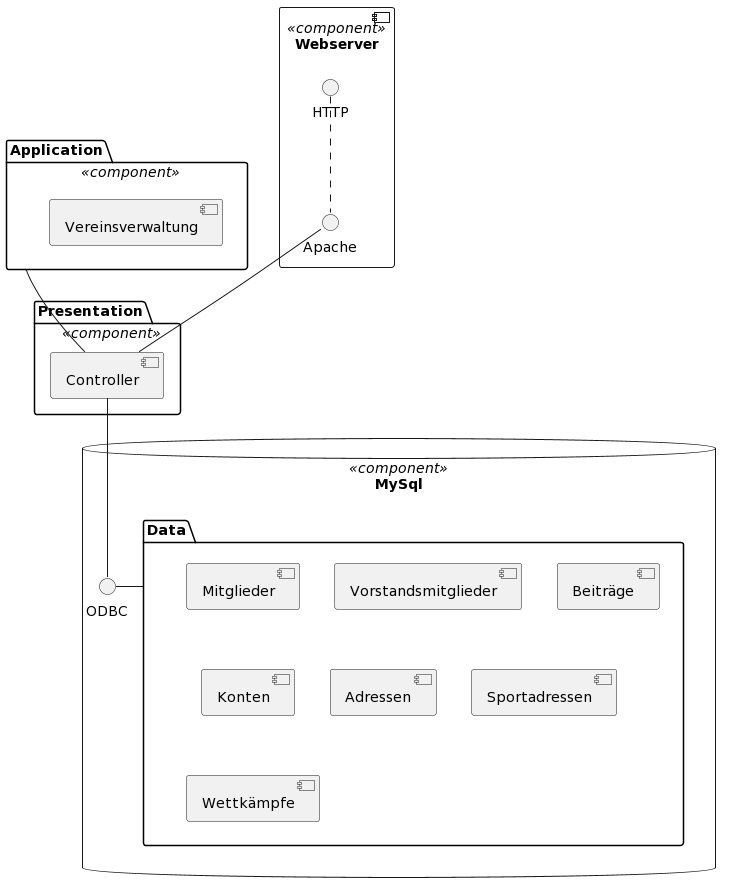 «component»
Webserver
HTTP
Apache
Application
«component»
Vereinsverwaltung
Presentation
«component»
Controller
«component»
MySql
ODBC
Data
Mitglieder
Vorstandsmitglieder
Beiträge
Konten
Adressen
Sportadressen
Wettkämpfe